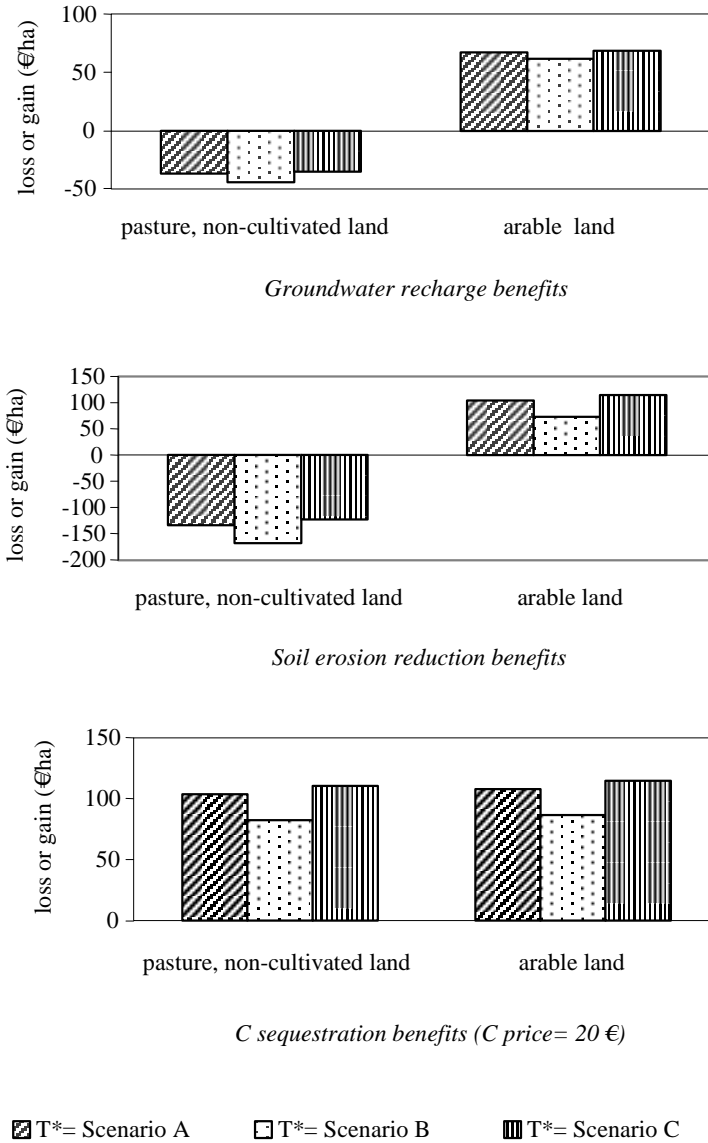 100
50
0
-50
loss or gain (€/ha)
pasture, non-cultivated land arable land
Groundwater recharge benefits
150
100
50
0
-50
-100
-150
-200
loss or gain (€/ha)
pasture, non-cultivated land arable land
Soil erosion reduction benefits
150
100
50
0
loss or gain (€/ha)
pasture, non-cultivated land arable land
C sequestration benefits (C price= 20 €)
T*= Scenario A T*= Scenario B T*= Scenario C